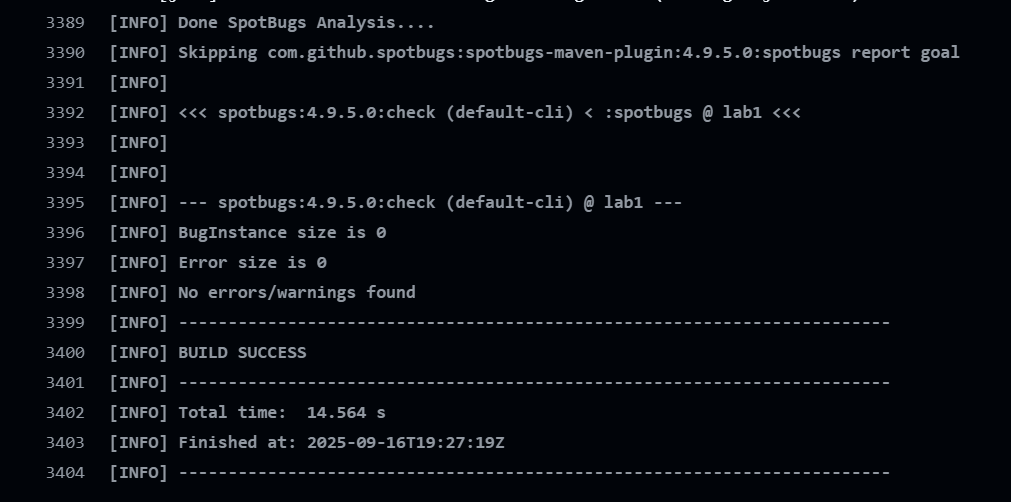 3389 [INFO] Done SpotBugs Analysis....
3390 [INFO] Skipping com.github.spotbugs:spotbugs-maven-plugin:4.9.5.0:spotbugs report goal
3391 [INFO]
3392 [INFO] <<< spotbugs:4.9.5.0:check (default-cli) < :spotbugs @ lab1 <<<
3393 [INFO]
3394 [INFO]
3395 [INFO] --- spotbugs:4.9.5.0:check (default-cli) @ lab1 ---
3396 [INFO] BugInstance size is 0
3397 [INFO] Error size is 0
3398 [INFO] No errors/warnings found
3399 [INFO] ------------------------------------------------------------------------
3400 [INFO] BUILD SUCCESS
3401 [INFO] ------------------------------------------------------------------------
3402 [INFO] Total time:  14.564 s
3403 [INFO] Finished at: 2025-09-16T19:27:19Z
3404 [INFO] ------------------------------------------------------------------------